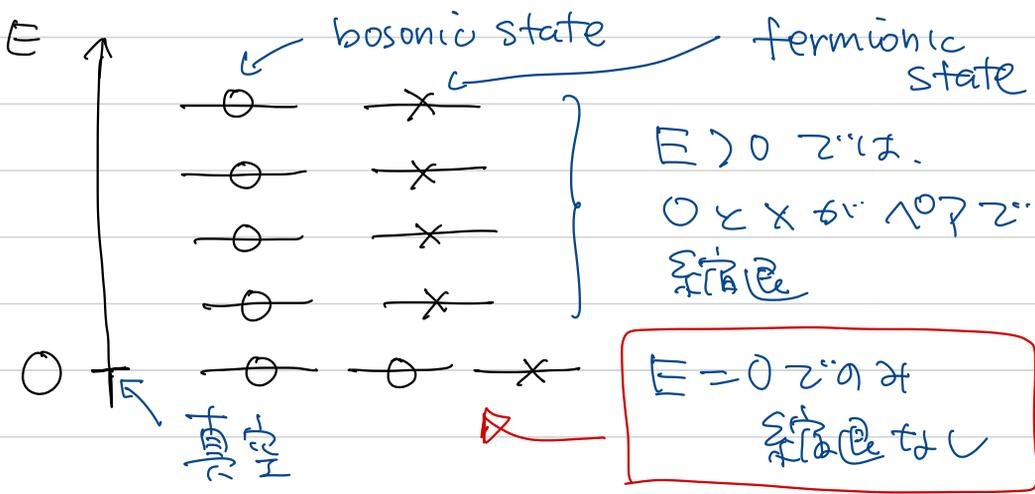 E
bosonic state
fermionic
state
E>0 では、
○と×がペアで
縮退
0
真空
E=0でのみ
縮退なし